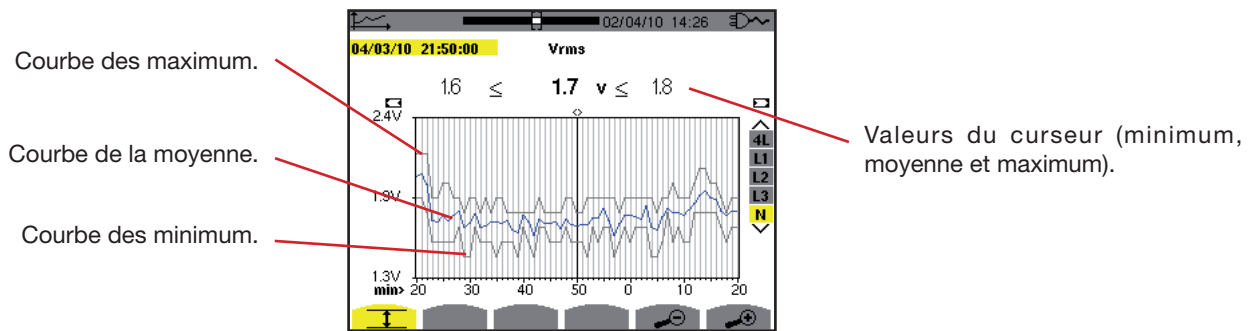 02/04/10 14:26
04/03/10 21:50:00 Vrms
1.6 ≤ 1.7 v ≤ 1.8
Courbe des maximum.
Courbe de la moyenne.
Courbe des minimum.
Valeurs du curseur (minimum,
moyenne et maximum).
2.4V
1.9V
1.3V
4L
L1
L2
L3
N
min> 20 30 40 50 0 10 20